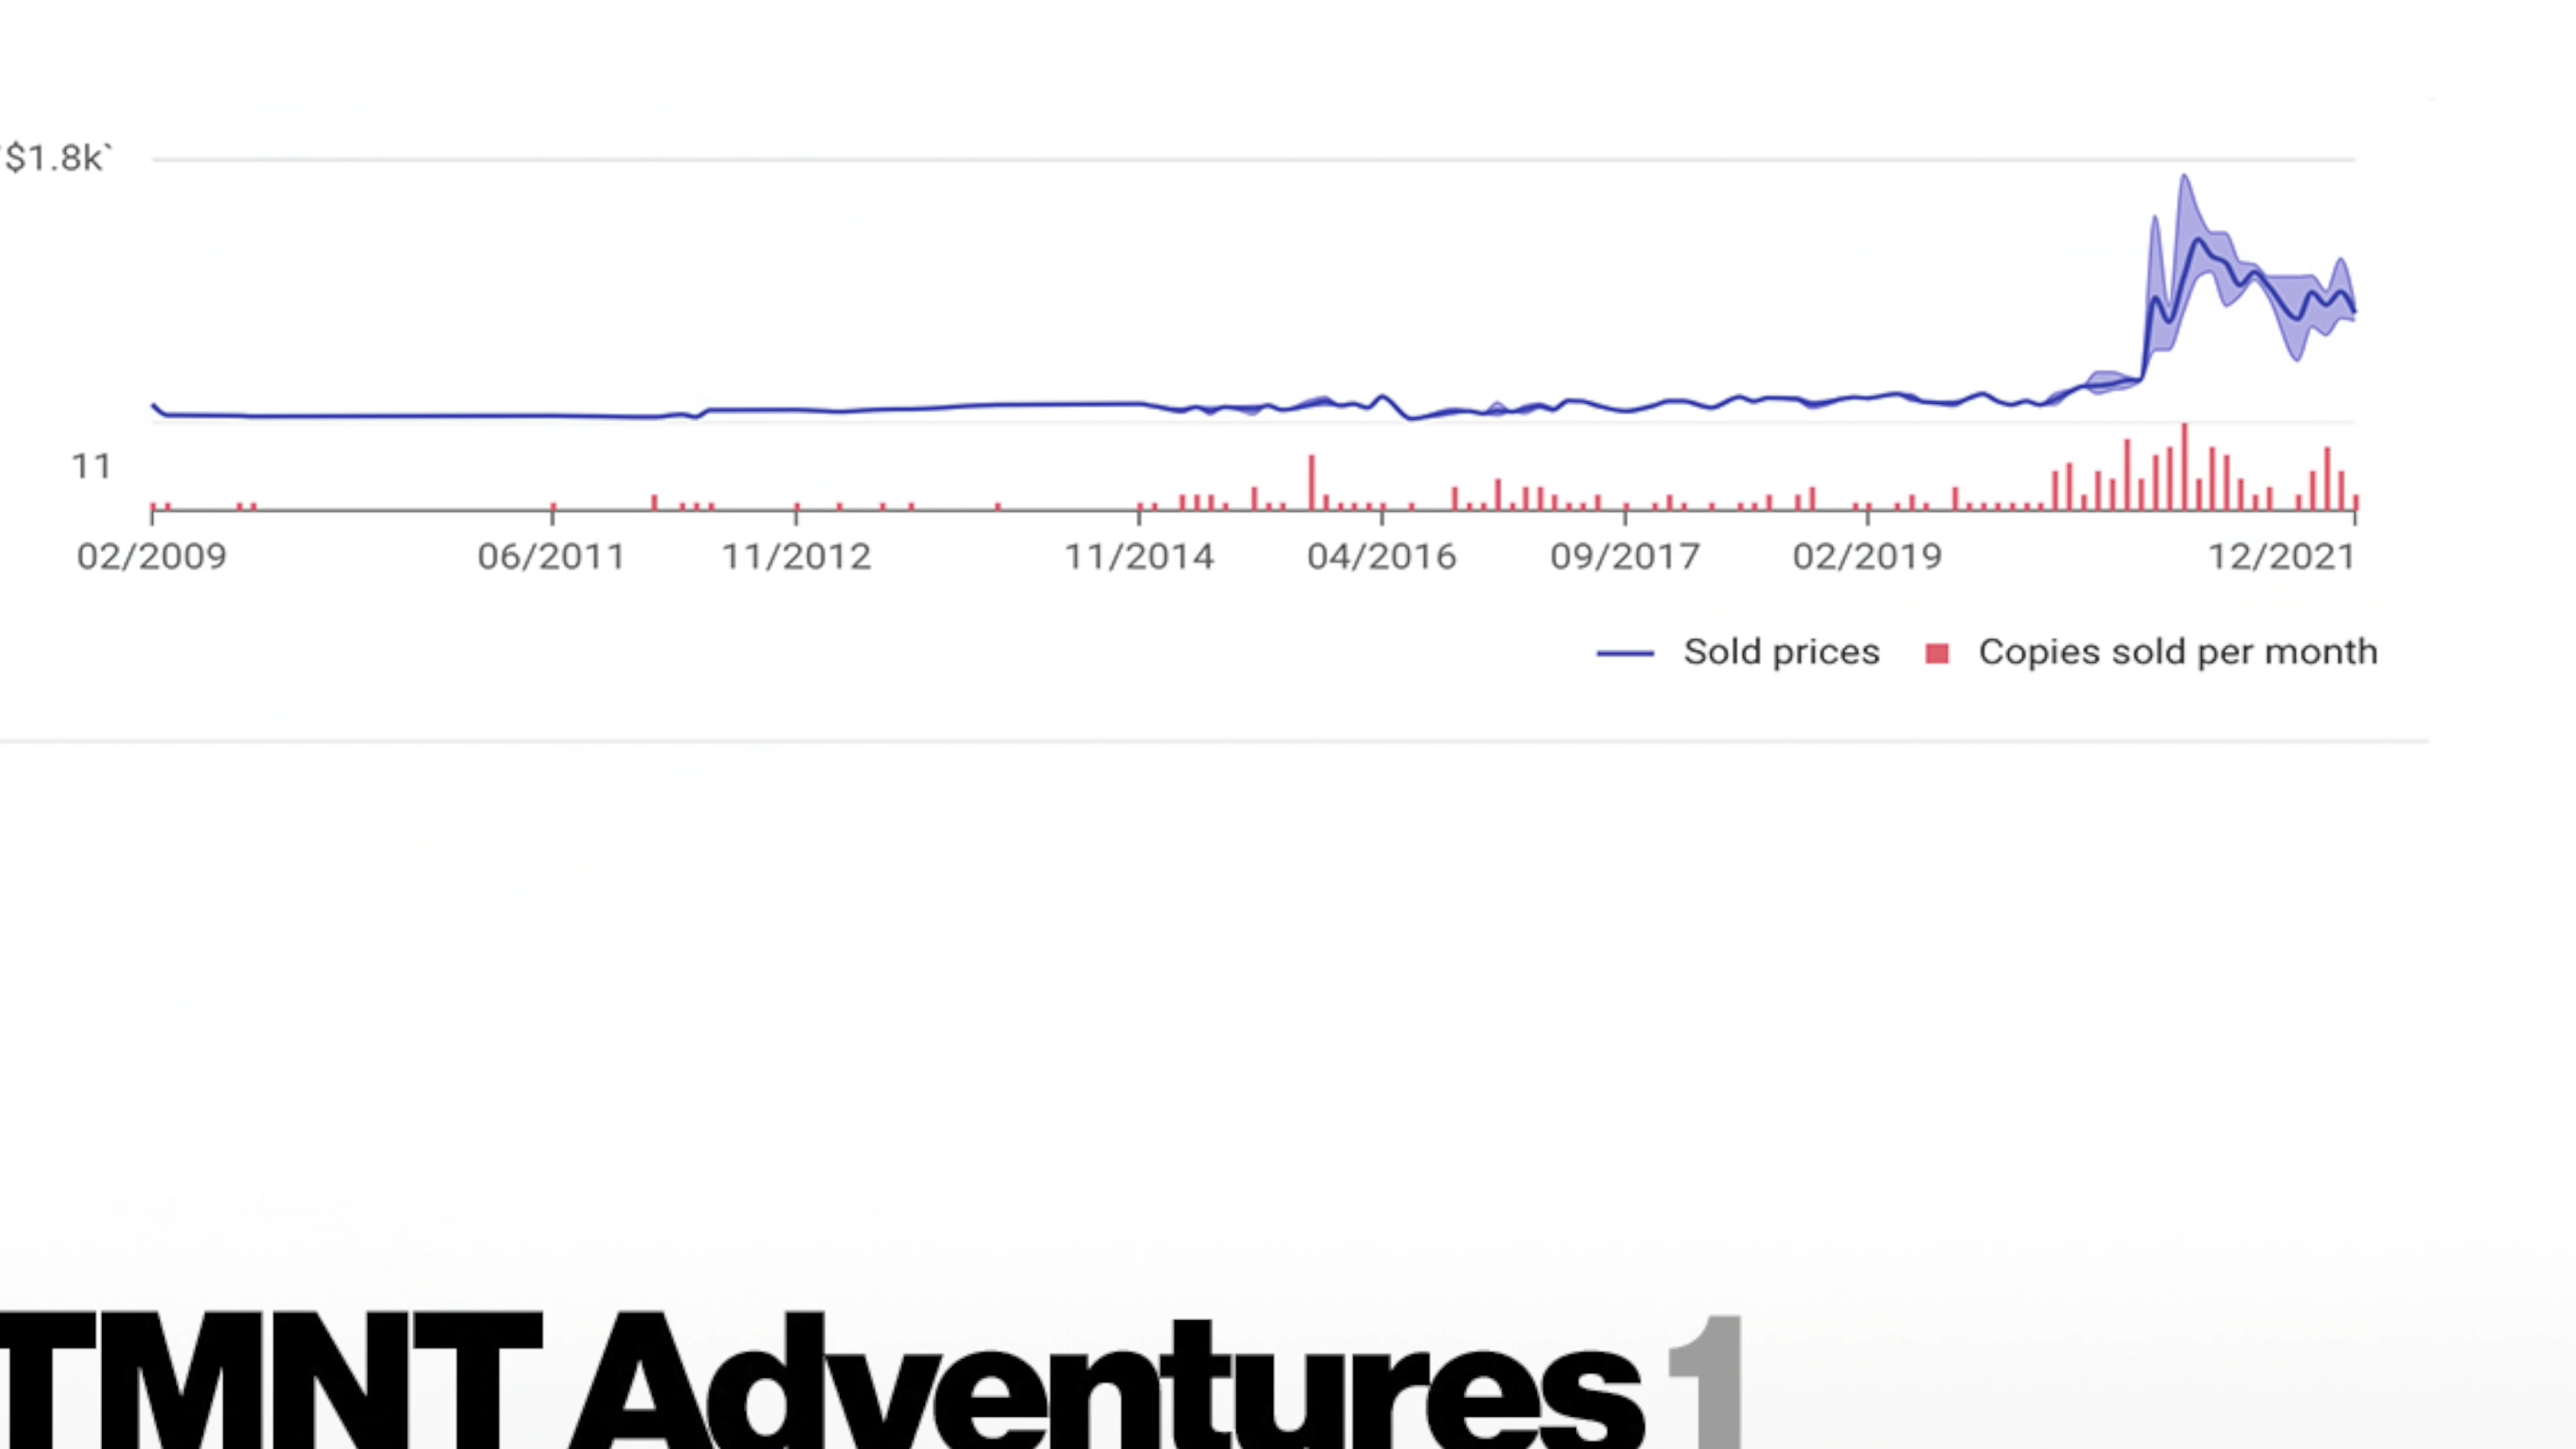 $1.8k`
11
02/2009 06/2011 11/2012 11/2014 04/2016 09/2017 02/2019 12/2021
Sold prices Copies sold per month
TMNT Adventures 1